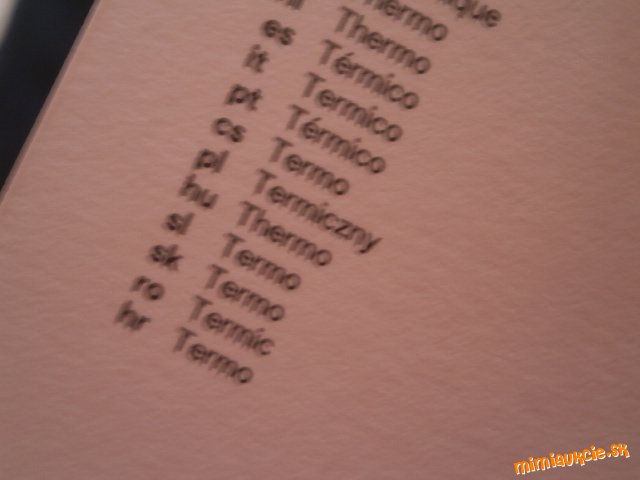 Thermo
Thermo
es Térmico
it Termico
pt Térmico
cs Termo
pl Termiczny
hu Thermo
sl Termo
sk Termo
ro Termic
hr Termo
mimiaukcie.sk